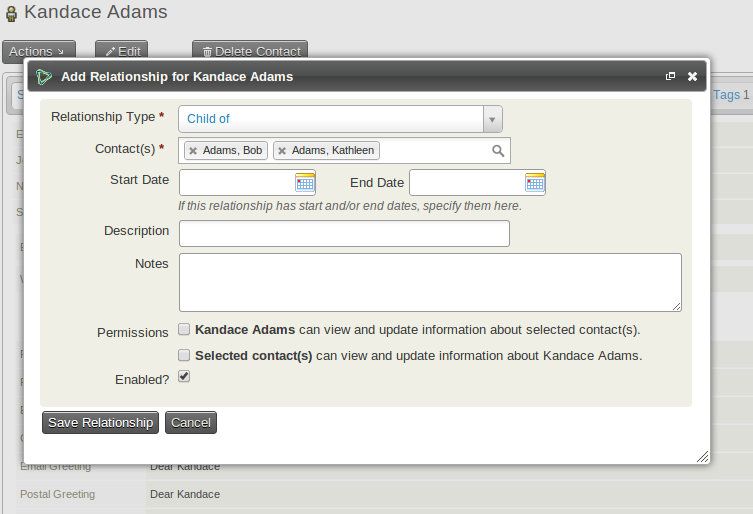 Kandace Adams
Actions Edit Delete Contact
Add Relationship for Kandace Adams
Tags 1
Relationship Type * Child of
Contact(s) * Adams, Bob Adams, Kathleen
Start Date End Date
If this relationship has start and/or end dates, specify them here.
Description
Notes
Permissions Kandace Adams can view and update information about selected contact(s).
Selected contact(s) can view and update information about Kandace Adams.
Enabled?
Save Relationship Cancel
Email Greeting Dear Kandace
Postal Greeting Dear Kandace